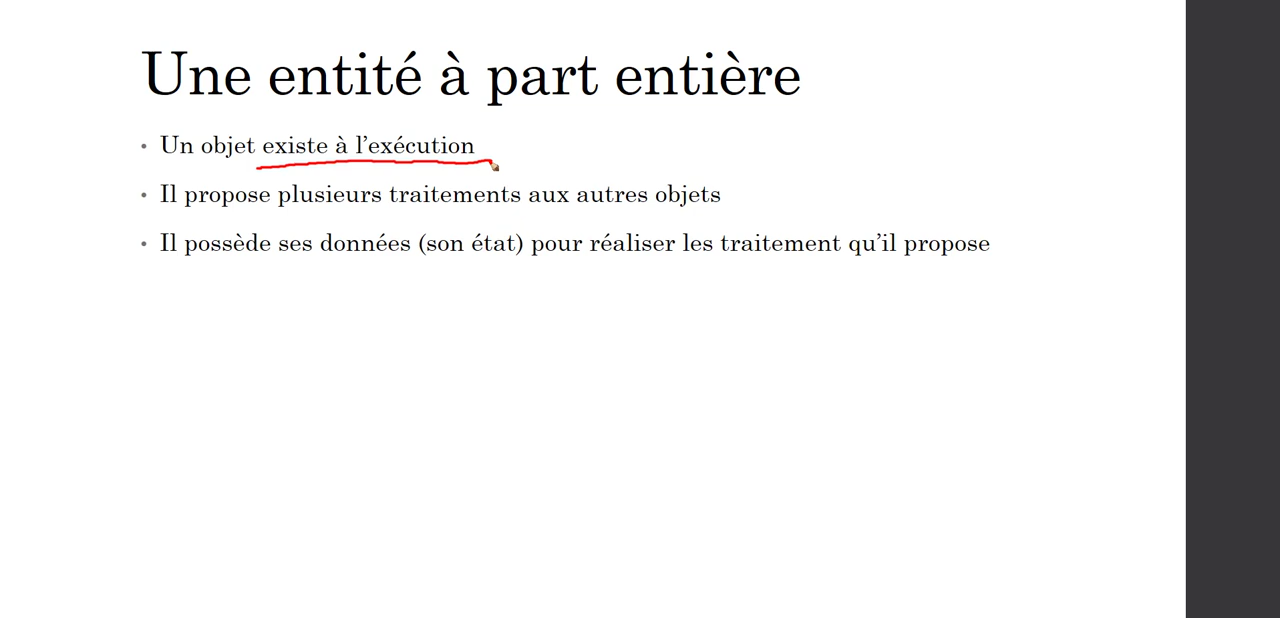 Une entité à part entière
• Un objet existe à l’exécution
• Il propose plusieurs traitements aux autres objets
• Il possède ses données (son état) pour réaliser les traitement qu’il propose